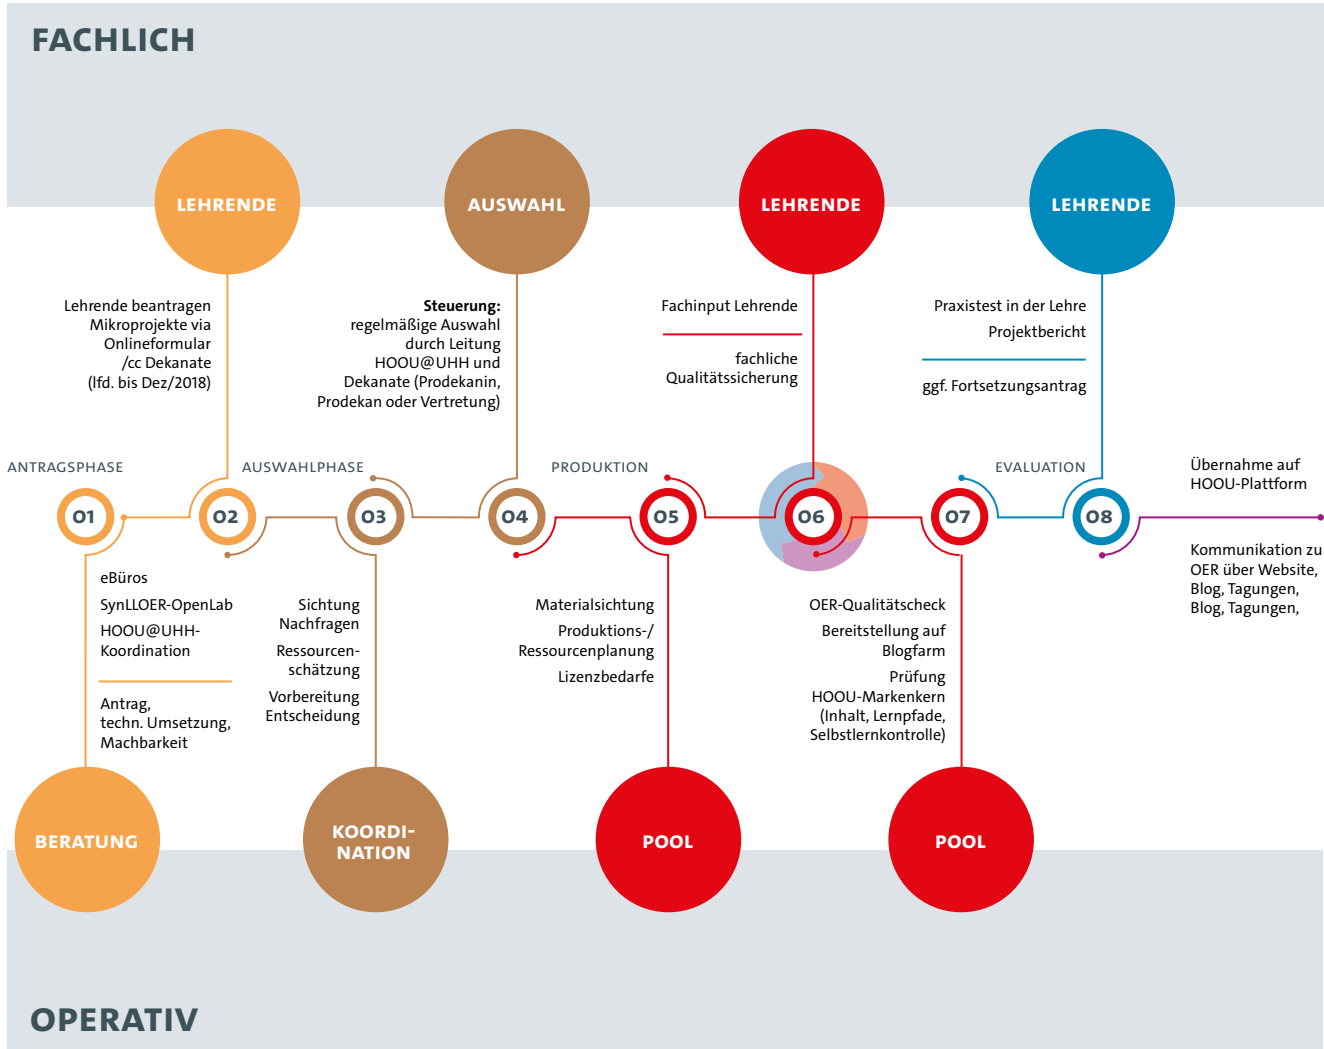 FACHLICH
LEHRENDE
AUSWAHL
LEHRENDE
LEHRENDE
Lehrende beantragen
Mikroprojekte via
Onlineformular
/cc Dekanate
(lfd. bis Dez/2018)
Steuerung:
regelmäßige Auswahl
durch Leitung
HOOU@UHH und
Dekanate (Prodekanin,
Prodekan oder Vertretung)
Fachinput Lehrende
fachliche
Qualitätssicherung
Praxistest in der Lehre
Projektbericht
ggf. Fortsetzungsantrag
ANTRAGSPHASE
AUSWAHLPHASE
PRODUKTION
EVALUATION
Übernahme auf
HOOU-Plattform
01
02
03
04
05
06
07
08
Kommunikation zu
OER über Website,
Blog, Tagungen,
Blog, Tagungen,
eBüros
SynLLOER-OpenLab
HOOU@UHH-
Koordination
Antrag,
techn. Umsetzung,
Machbarkeit
Sichtung
Nachfragen
Ressourcen-
schätzung
Vorbereitung
Entscheidung
Materialsichtung
Produktions-/
Ressourcenplanung
Lizenzbedarfe
OER-Qualitätscheck
Bereitstellung auf
Blogfarm
Prüfung
HOOU-Markenkern
(Inhalt, Lernpfade,
Selbstlernkontrolle)
BERATUNG
KOORDI-
NATION
POOL
POOL
OPERATIV